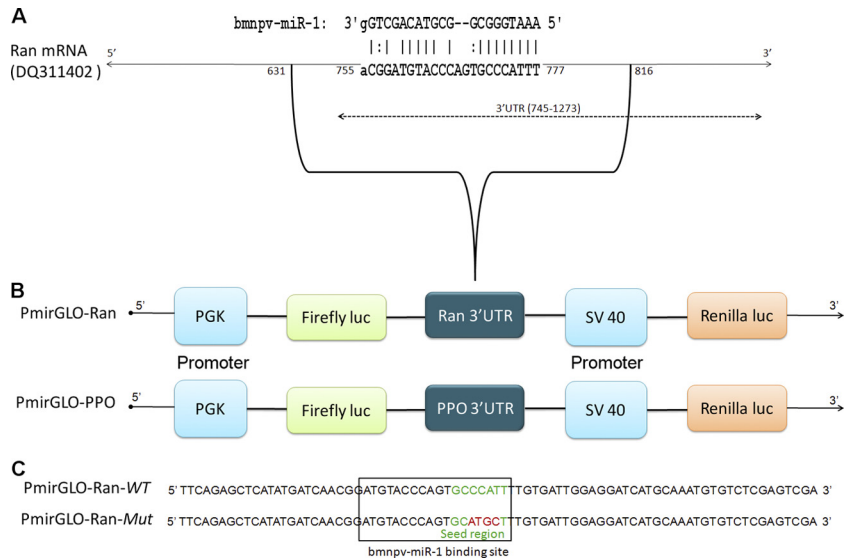 A
bmnpv-miR-1: 3'gGTCGACATGCG--GCGGGTAAA 5'
Ran mRNA
(DQ311402 )
5'
3'
631
755
aCGGATGTACCCAGTGCCCATTT
777
816
3'UTR (745-1273)
B
PmirGLO-Ran
5'
PGK
Firefly luc
Ran 3'UTR
SV 40
Renilla luc
3'
Promoter
Promoter
PmirGLO-PPO
5'
PGK
Firefly luc
PPO 3'UTR
SV 40
Renilla luc
3'
C
PmirGLO-Ran-WT 5'TTCAGAGCTCATATGATCAACGGATGTACCCAGTGCCCATTTTGTGATTGGAGGATCATGCAAATGTGTCTCGAGTCGA 3'
PmirGLO-Ran-Mut 5'TTCAGAGCTCATATGATCAACGGATGTACCCAGTGCATGCTTTGTGATTGGAGGATCATGCAAATGTGTCTCGAGTCGA 3'
Seed region
bmnpv-miR-1 binding site